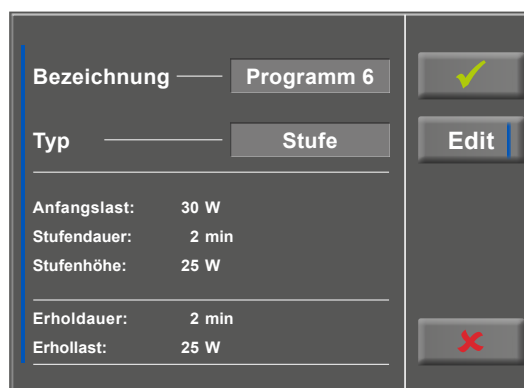 Bezeichnung Programm 6
Typ Stufe
Edit
Anfangslast: 30 W
Stufendauer: 2 min
Stufenhöhe: 25 W
Erholdauer: 2 min
Erhollast: 25 W